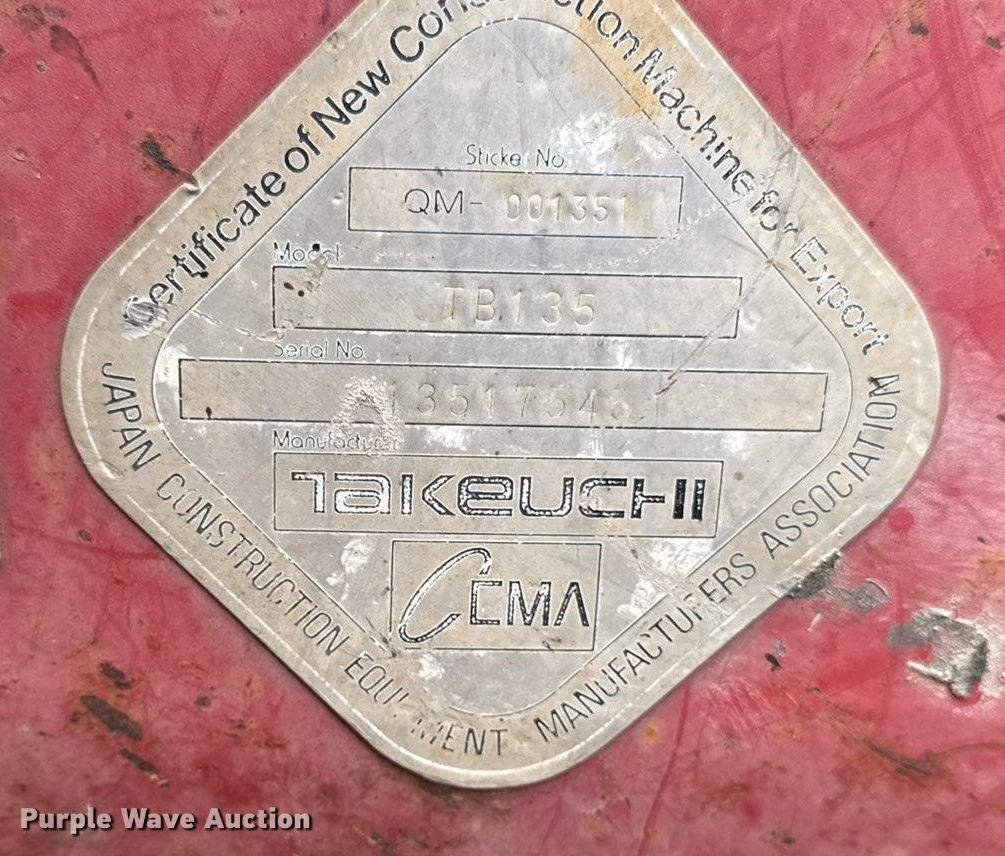 Certificate of New Construction Machine for Export
Sticker No.
QM- 001351
Model
TB135
Serial No.
Manufacturer
TAKEUCHI
CEMA
JAPAN CONSTRUCTION EQUIPMENT MANUFACTURERS ASSOCIATION
Purple Wave Auction